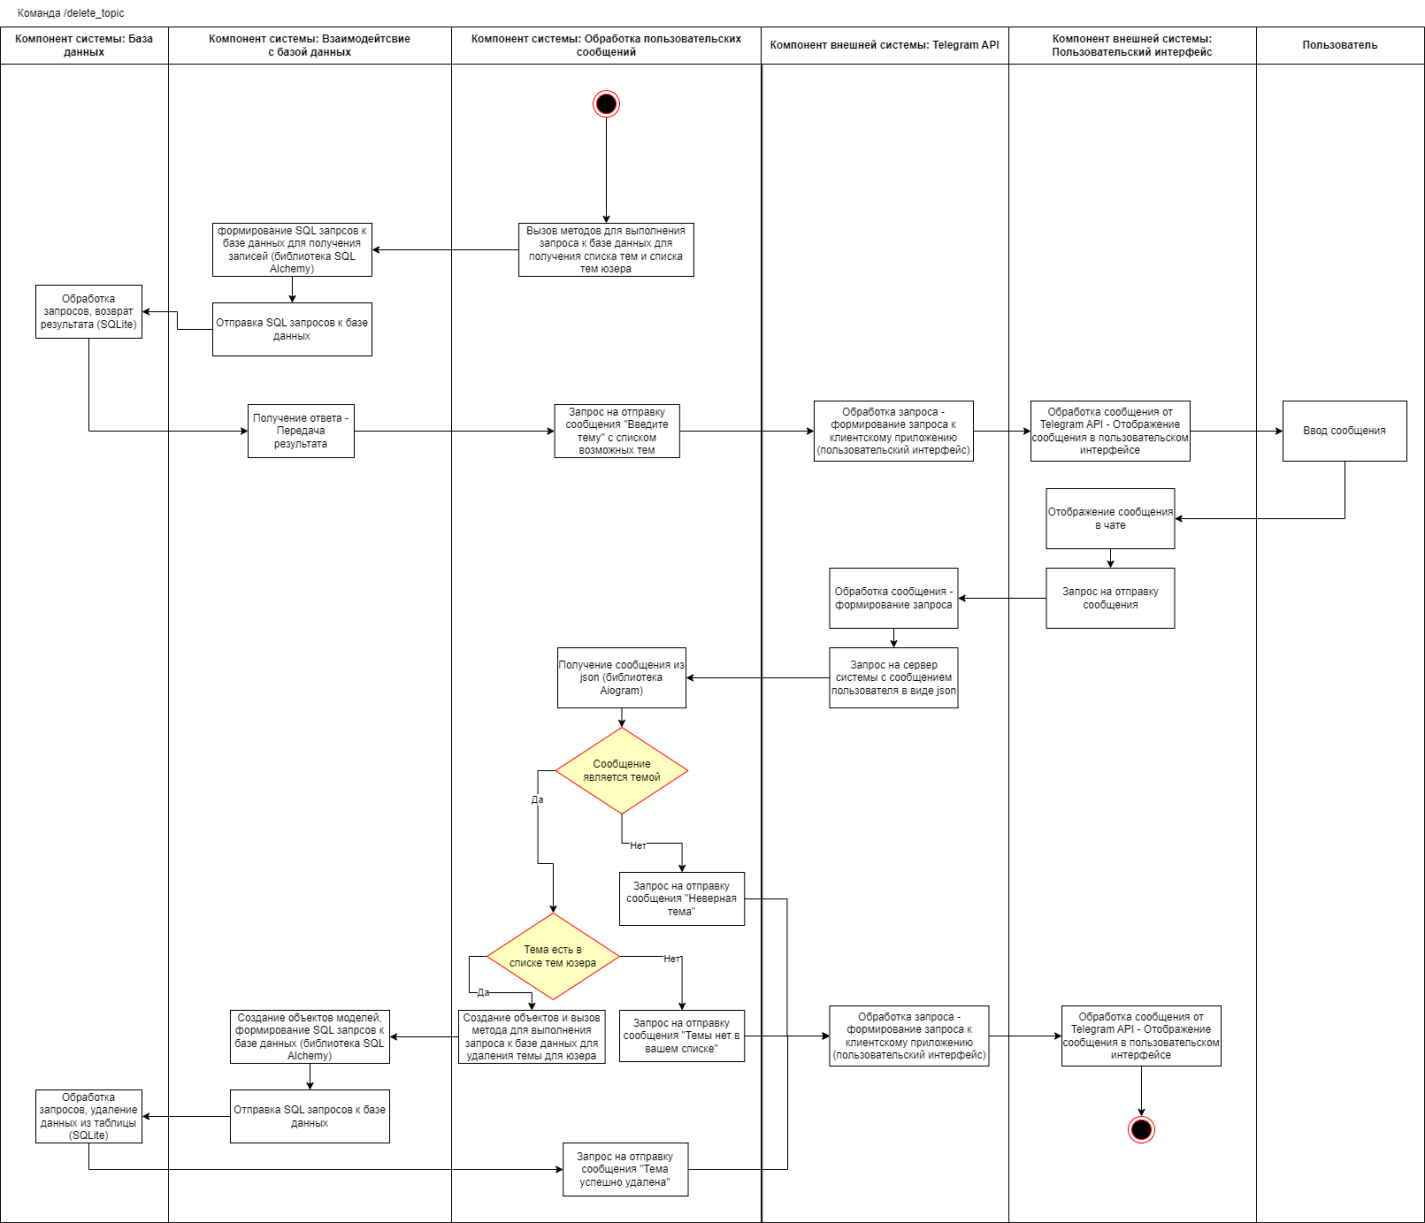 Команда /delete_topic
Компонент системы: База
данных
Компонент системы: Взаимодейтсвие
с базой данных
Компонент системы: Обработка пользовательских
сообщений
Компонент внешней системы: Telegram API
Компонент внешней системы:
Пользовательский интерфейс
Пользователь
формирование SQL запрсов к
базе данных для получения
записей (библиотека SQL
Alchemy)
Вызов методов для выполнения
запроса к базе данных для
получения списка тем и списка
тем юзера
Обработка
запросов, возврат
результата (SQLite)
Отправка SQL запросов к базе
данных
Получение ответа -
Передача
результата
Запрос на отправку
сообщения "Введите
тему" с списком
возможных тем
Обработка запроса -
формирование запроса к
клиентскому приложению
(пользовательский интерфейс)
Обработка сообщения от
Telegram API - Отображение
сообщения в пользовательском
интерфейсе
Ввод сообщения
Отображение сообщения
в чате
Обработка сообщения -
формирование запроса
Запрос на отправку
сообщения
Получение сообщения из
json (библиотека
Aiogram)
Запрос на сервер
системы с сообщением
пользователя в виде json
Сообщение
является темой
Да
Нет
Запрос на отправку
сообщения "Неверная
тема"
Тема есть в
списке тем юзера
Нет
Да
Создание объектов моделей,
формирование SQL запрсов к
базе данных (библиотека SQL
Alchemy)
Создание объектов и вызов
метода для выполнения
запроса к базе данных для
удаления темы для юзера
Запрос на отправку
сообщения "Темы нет в
вашем списке"
Обработка запроса -
формирование запроса к
клиентскому приложению
(пользовательский интерфейс)
Обработка сообщения от
Telegram API - Отображение
сообщения в пользовательском
интерфейсе
Обработка
запросов, удаление
данных из таблицы
(SQLite)
Отправка SQL запросов к базе
данных
Запрос на отправку
сообщения "Тема
успешно удалена"